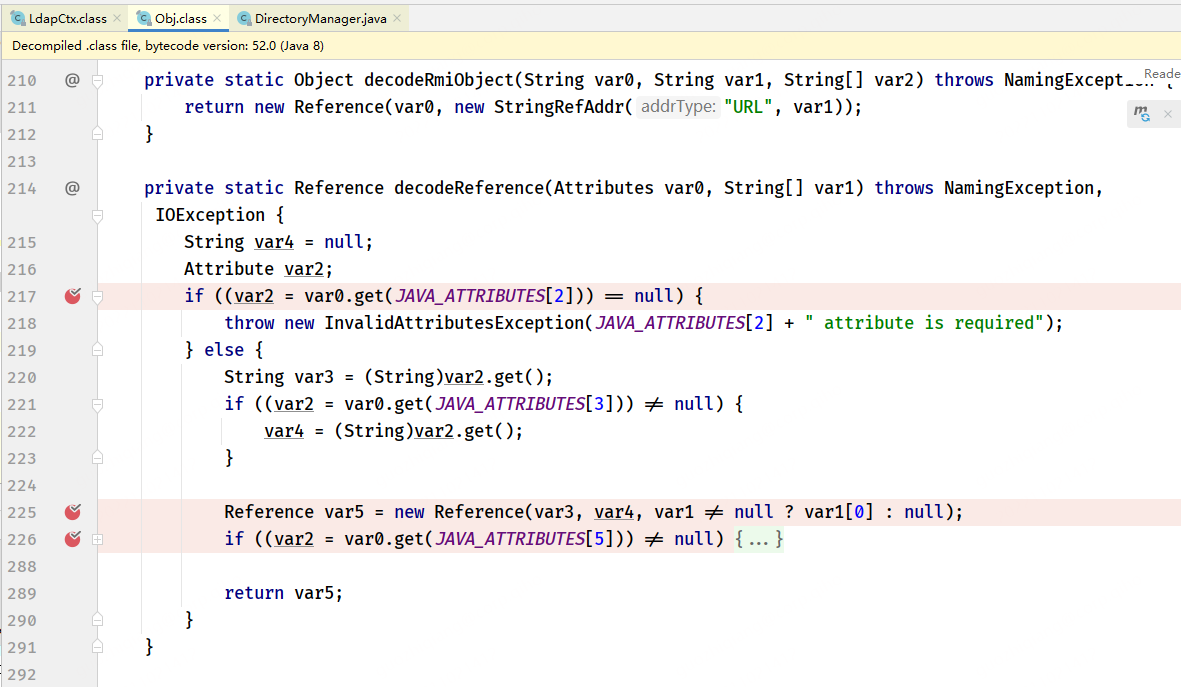 LdapCtx.class × Obj.class × DirectoryManager.java ×
Decompiled .class file, bytecode version: 52.0 (Java 8)
Reade
210 @ private static Object decodeRmiObject(String var0, String var1, String[] var2) throws NamingException {
211 return new Reference(var0, new StringRefAddr( addrType: "URL", var1));
212 }
213
214 @ private static Reference decodeReference(Attributes var0, String[] var1) throws NamingException,
IOException {
215 String var4 = null;
216 Attribute var2;
217 if ((var2 = var0.get(JAVA_ATTRIBUTES[2])) == null) {
218 throw new InvalidAttributesException(JAVA_ATTRIBUTES[2] + " attribute is required");
219 } else {
220 String var3 = (String)var2.get();
221 if ((var2 = var0.get(JAVA_ATTRIBUTES[3])) != null) {
222 var4 = (String)var2.get();
223 }
224
225 Reference var5 = new Reference(var3, var4, var1 != null ? var1[0] : null);
226 if ((var2 = var0.get(JAVA_ATTRIBUTES[5])) != null) {...}
288
289 return var5;
290 }
291 }
292